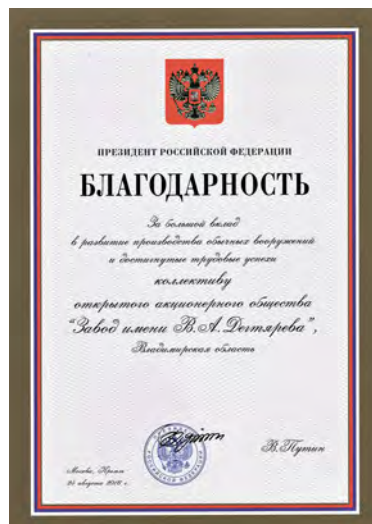 ПРЕЗИДЕНТ РОССИЙСКОЙ ФЕДЕРАЦИИ
БЛАГОДАРНОСТЬ
За большой вклад
в развитие производства обычных вооружений
и достигнутые трудовые успехи
коллективу
открытого акционерного общества
"Завод имени В.А.Дегтярева",
Владимирская область
В.Путин
Москва, Кремль
августа